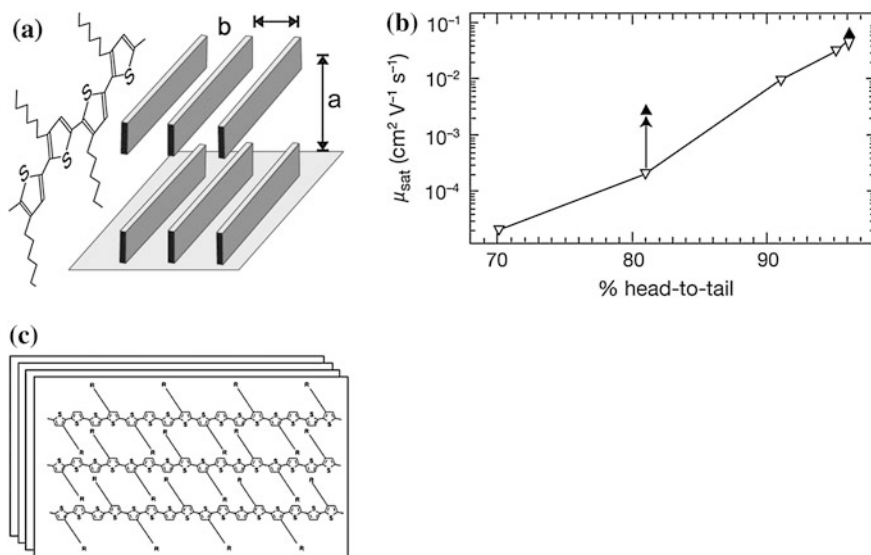 (a)
b
a
S
S
S
S
(b)
10⁻¹
10⁻²
10⁻³
10⁻⁴
μsat (cm² V⁻¹ s⁻¹)
70
80
90
% head-to-tail
(c)
R R R R
R R R R
R R R R
R R R R
R R R R
R R R R